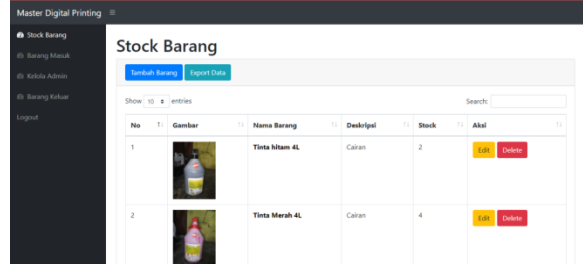 Master Digital Printing
Stock Barang
Barang Masuk
Kelola Admin
Barang Keluar
Logout
Stock Barang
Tambah Barang Export Data
Show 10 entries Search:
No Gambar Nama Barang Deskripsi Stock Aksi
1 Tinta hitam 4L Cairan 2 Edit Delete
2 Tinta Merah 4L Cairan 4 Edit Delete